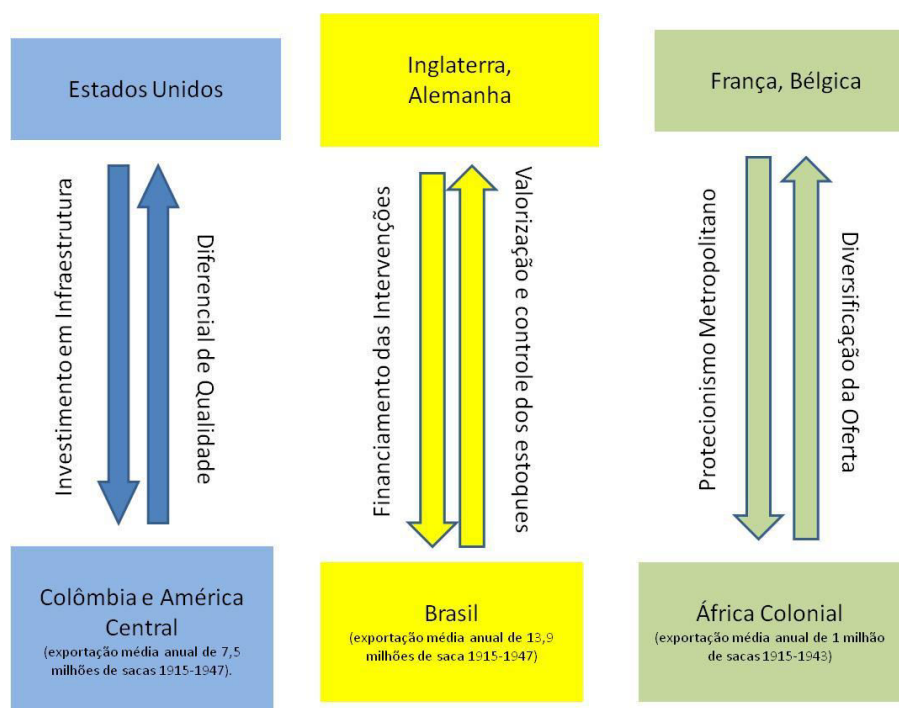 Estados Unidos
Inglaterra,
Alemanha
França, Bélgica
Investimento em Infraestrutura
Diferencial de Qualidade
Financiamento das Intervenções
Valorização e controle dos estoques
Protecionismo Metropolitano
Diversificação da Oferta
Colômbia e América
Central
(exportação média anual de 7,5
milhões de sacas 1915-1947).
Brasil
(exportação média anual de 13,9
milhões de saca 1915-1947)
África Colonial
(exportação média anual de 1 milhão
de sacas 1915-1943)